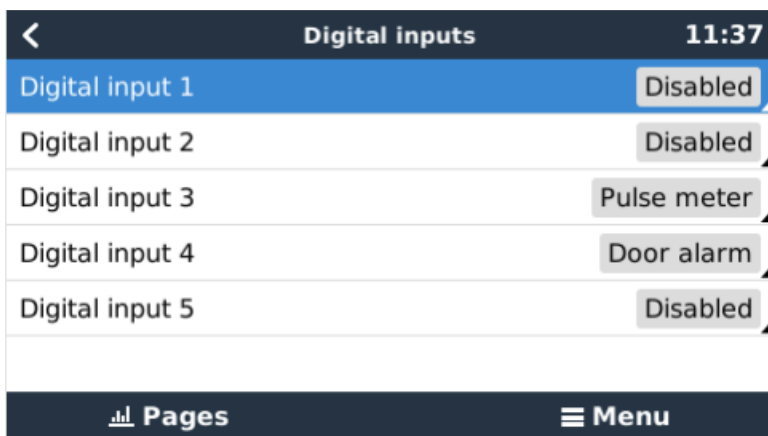 Digital inputs 11:37
Digital input 1 Disabled
Digital input 2 Disabled
Digital input 3 Pulse meter
Digital input 4 Door alarm
Digital input 5 Disabled
Pages Menu